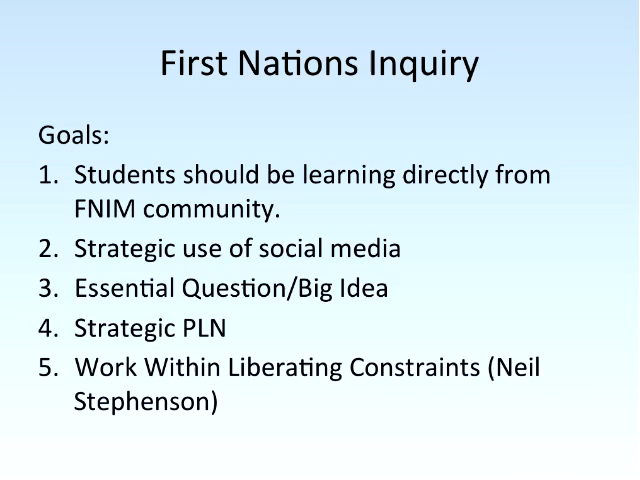 First Nations Inquiry
Goals:
1. Students should be learning directly from
FNIM community.
2. Strategic use of social media
3. Essential Question/Big Idea
4. Strategic PLN
5. Work Within Liberating Constraints (Neil
Stephenson)